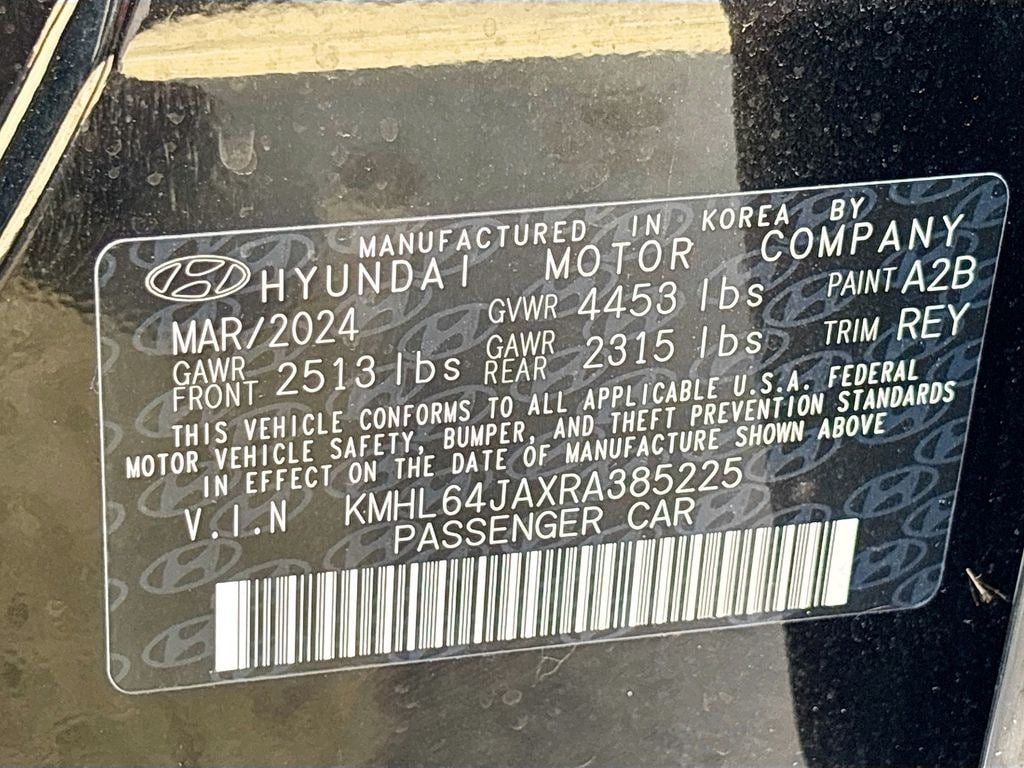 MANUFACTURED IN KOREA BY
HYUNDAI MOTOR COMPANY
MAR/2024 GVWR 4453 lbs PAINT A2B
GAWR FRONT 2513 lbs GAWR REAR 2315 lbs TRIM REY
THIS VEHICLE CONFORMS TO ALL APPLICABLE U.S.A. FEDERAL
MOTOR VEHICLE SAFETY, BUMPER, AND THEFT PREVENTION STANDARDS
IN EFFECT ON THE DATE OF MANUFACTURE SHOWN ABOVE
V.I.N KMHL64JAXRA385225
PASSENGER CAR